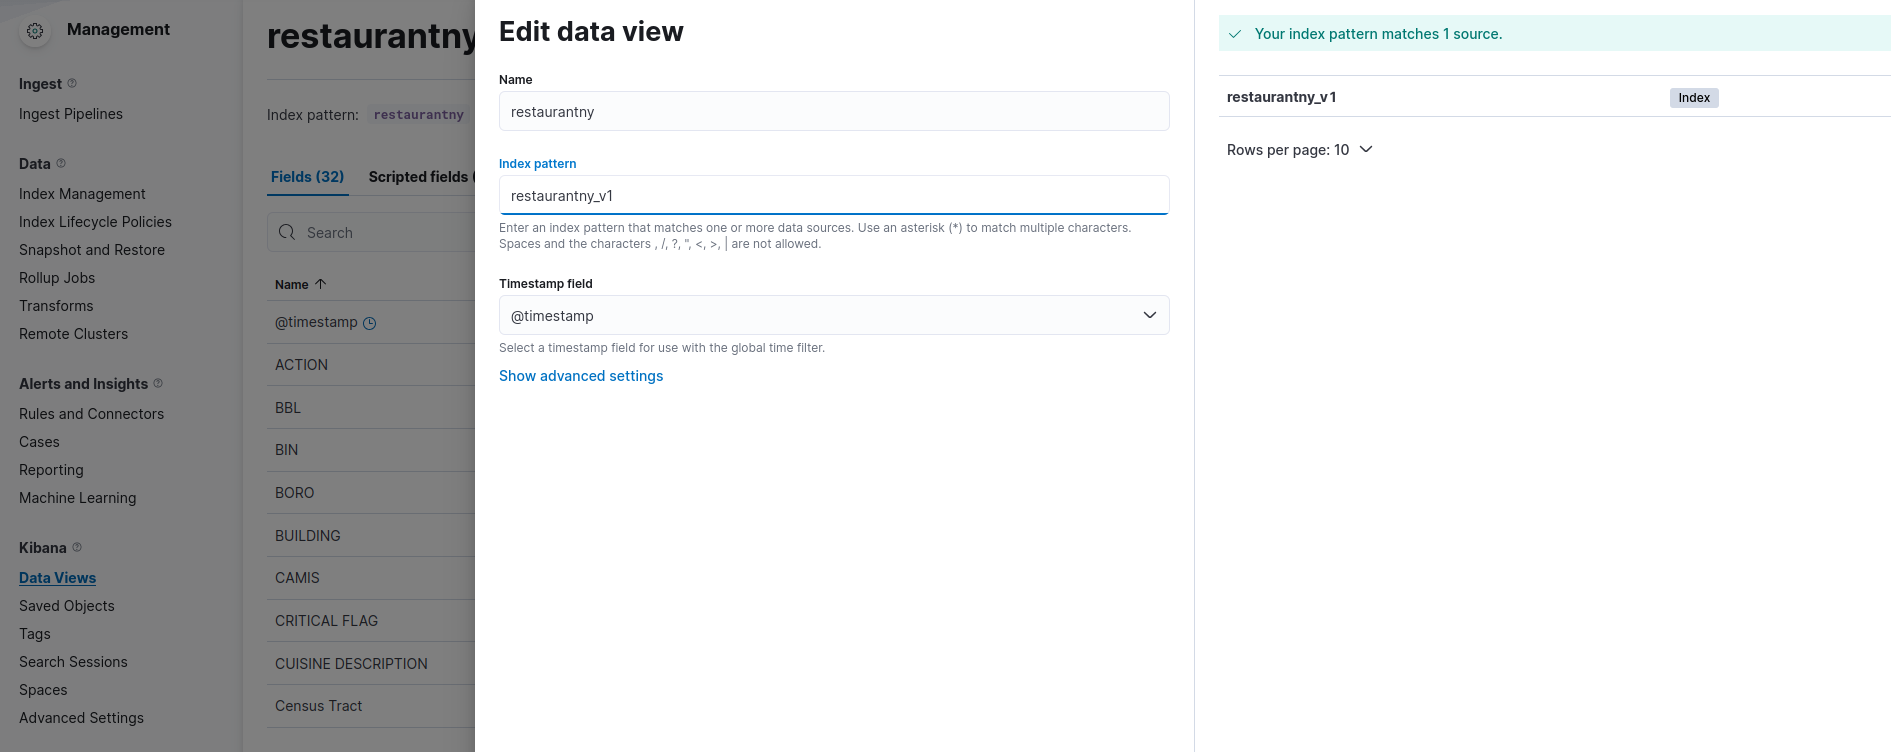 Management
Ingest
Ingest Pipelines
Data
Index Management
Index Lifecycle Policies
Snapshot and Restore
Rollup Jobs
Transforms
Remote Clusters
Alerts and Insights
Rules and Connectors
Cases
Reporting
Machine Learning
Kibana
Data Views
Saved Objects
Tags
Search Sessions
Spaces
Advanced Settings
restaurantny
Index pattern: restaurantny
Fields (32) Scripted fields (
Search
Name
@timestamp
ACTION
BBL
BIN
BORO
BUILDING
CAMIS
CRITICAL FLAG
CUISINE DESCRIPTION
Census Tract
Edit data view
Name
restaurantny
Index pattern
restaurantny_v1
Enter an index pattern that matches one or more data sources. Use an asterisk (*) to match multiple characters.
Spaces and the characters , /, ?, ", <, >, | are not allowed.
Timestamp field
@timestamp
Select a timestamp field for use with the global time filter.
Show advanced settings
Your index pattern matches 1 source.
restaurantny_v1 Index
Rows per page: 10